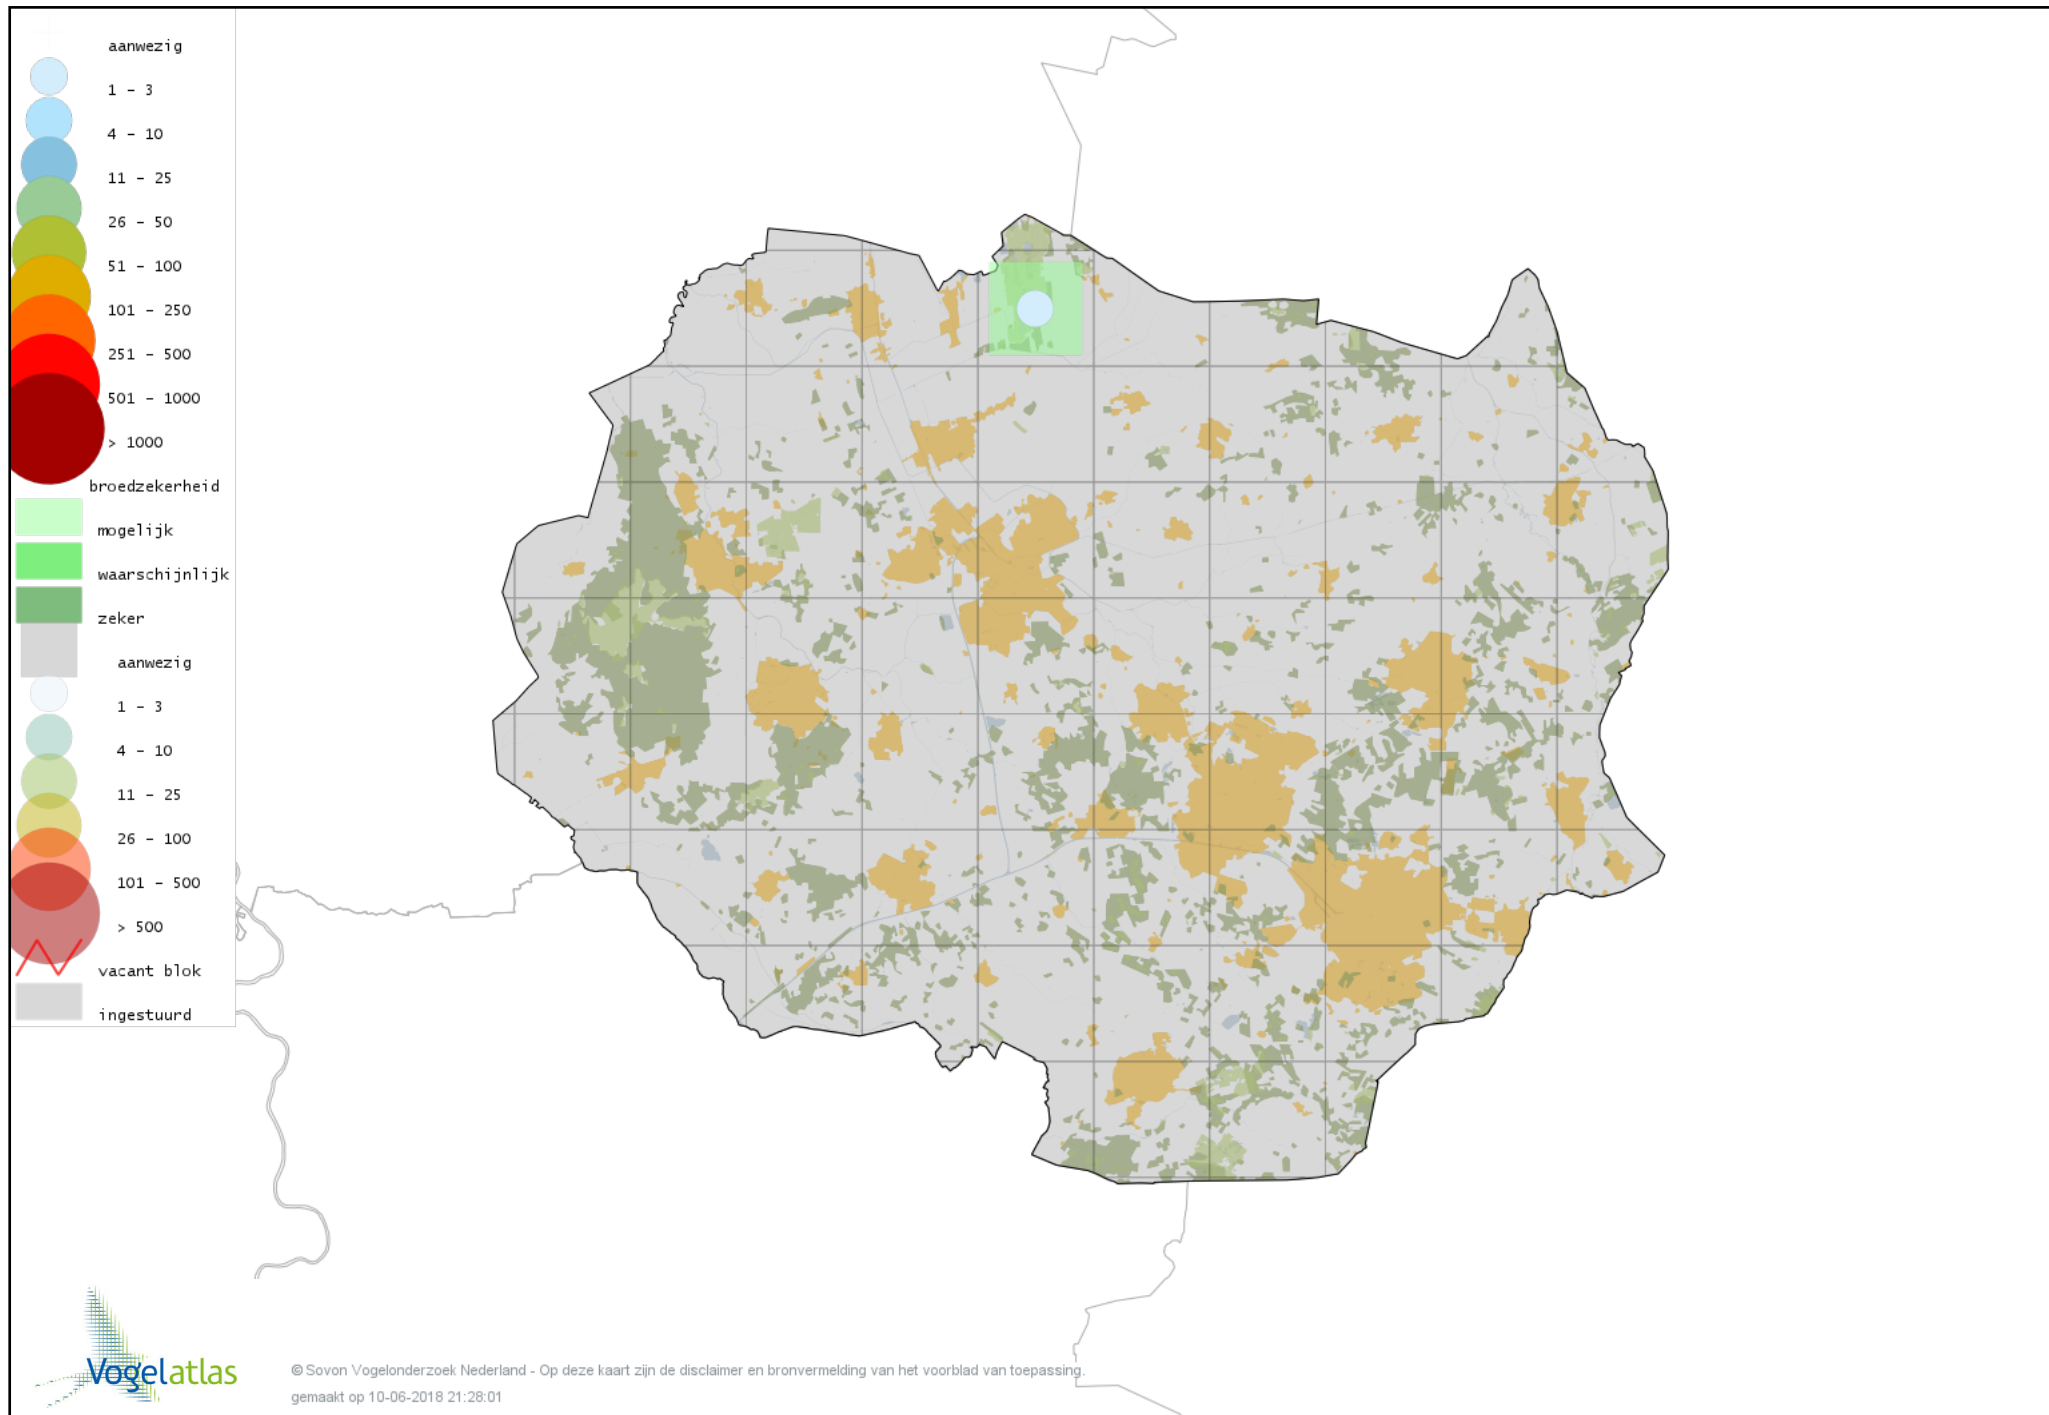 aanwezig
1 - 3
4 - 10
11 - 25
26 - 50
51 - 100
101 - 250
251 - 500
501 - 1000
> 1000
broedzekerheid
mogelijk
waarschijnlijk
zeker
aanwezig
1 - 3
4 - 10
11 - 25
26 - 100
101 - 500
> 500
vacant blok
ingestuurd
Vogelatlas
© Sovon Vogelonderzoek Nederland - Op deze kaart zijn de disclaimer en bronvermelding van het voorblad van toepassing.
gemaakt op 10-06-2018 21:28:01